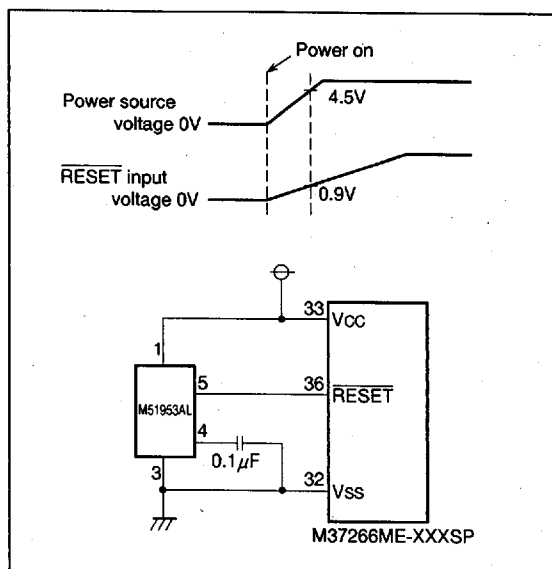 Power on
Power source
voltage 0V
4.5V
RESET input
voltage 0V
0.9V
33
Vcc
1
M51953AL
5
36
RESET
4
0.1μF
3
32
Vss
M37266ME-XXXSP